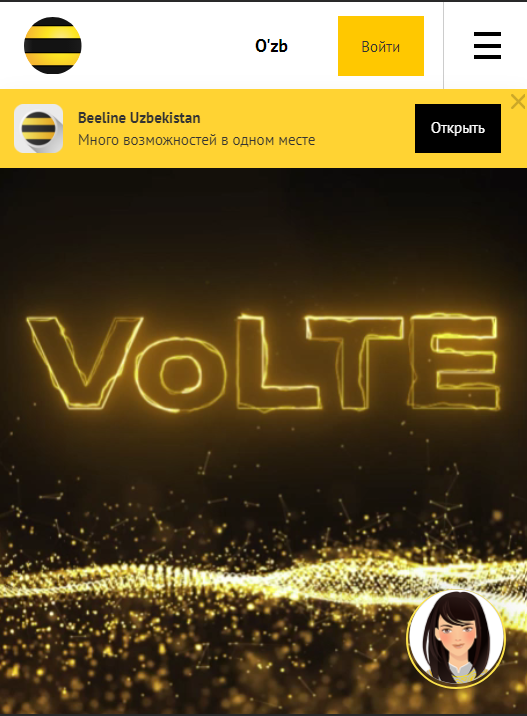 O'zb
Войти
Beeline Uzbekistan
Много возможностей в одном месте
Открыть
VoLTE